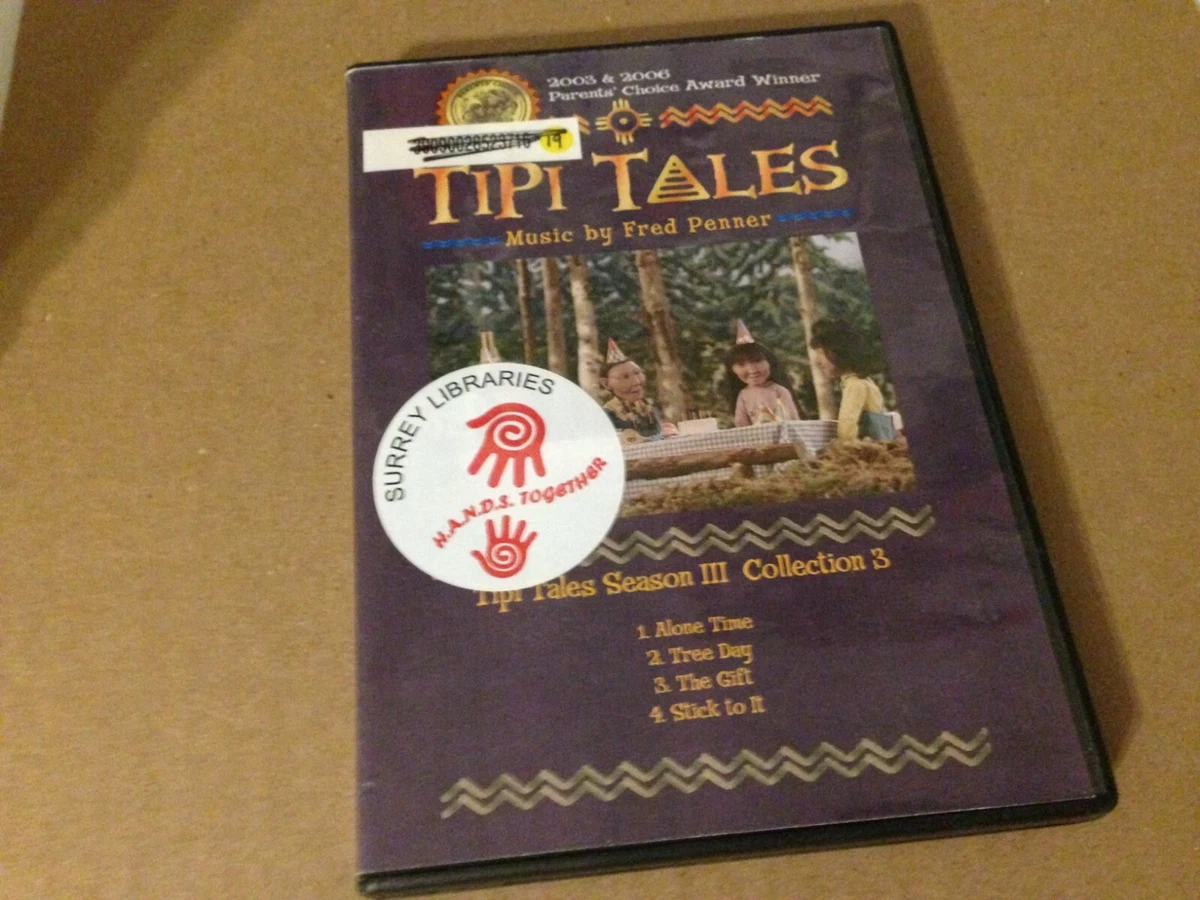 2003 & 2006
Parents' Choice Award Winner
39090028523716 19
TIPI TALES
Music by Fred Penner
SURREY LIBRARIES
H.A.N.D.S. TOGETHER
Tipi Tales Season III Collection 3
1. Alone Time
2. Tree Day
3. The Gift
4. Stick to It